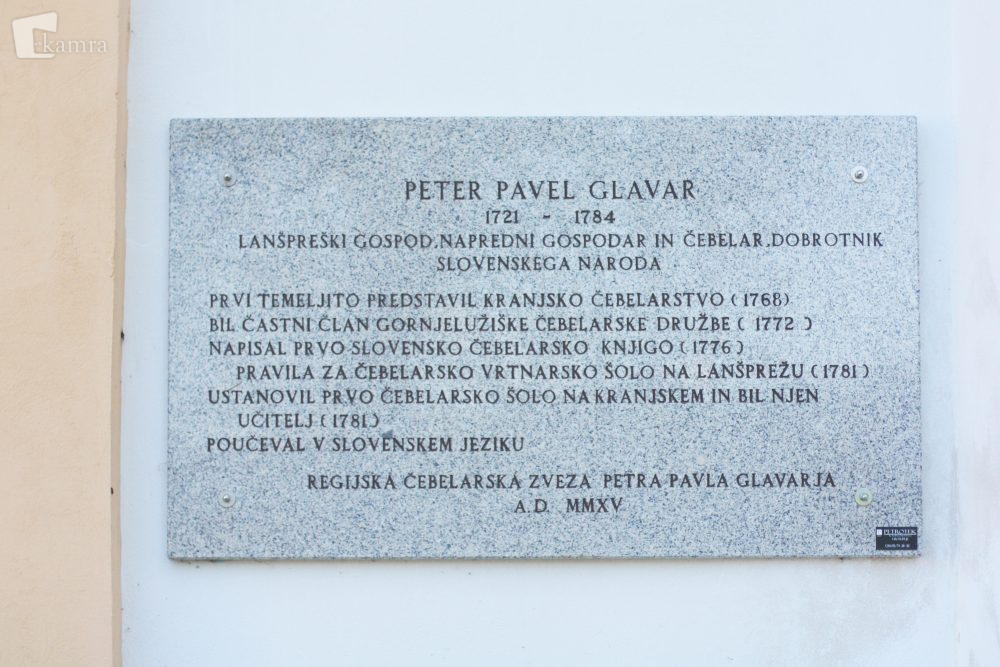 kamra
PETER PAVEL GLAVAR
1721 - 1784
LANŠPREŠKI GOSPOD, NAPREDNI GOSPODAR IN ČEBELAR, DOBROTNIK
SLOVENSKEGA NARODA
PRVI TEMELJITO PREDSTAVIL KRANJSKO ČEBELARSTVO (1768)
BIL ČASTNI ČLAN GORNJELUŽIŠKE ČEBELARSKE DRUŽBE (1772)
NAPISAL PRVO SLOVENSKO ČEBELARSKO KNJIGO (1776)
PRAVILA ZA ČEBELARSKO VRTNARSKO ŠOLO NA LANŠPREŽU (1781)
USTANOVIL PRVO ČEBELARSKO ŠOLO NA KRANJSKEM IN BIL NJEN
UČITELJ (1781)
POUČEVAL V SLOVENSKEM JEZIKU
REGIJSKA ČEBELARSKA ZVEZA PETRA PAVLA GLAVARJA
A.D. MMXV